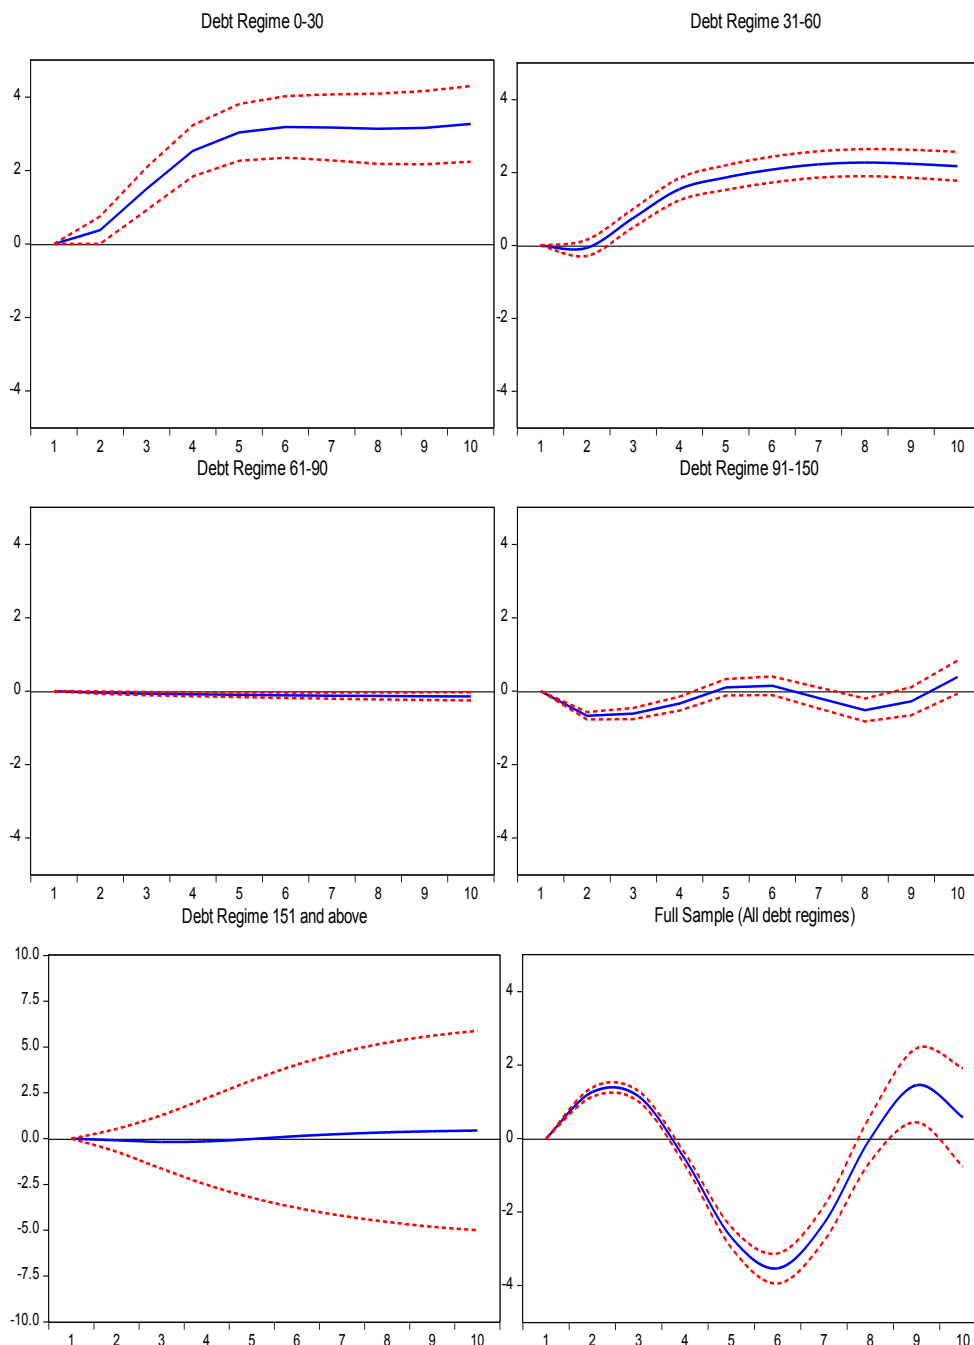 Debt Regime 0-30
Debt Regime 31-60
4
2
0
-2
-4
1 2 3 4 5 6 7 8 9 10
4
2
0
-2
-4
1 2 3 4 5 6 7 8 9 10
Debt Regime 61-90
Debt Regime 91-150
4
2
0
-2
-4
1 2 3 4 5 6 7 8 9 10
4
2
0
-2
-4
1 2 3 4 5 6 7 8 9 10
Debt Regime 151 and above
Full Sample (All debt regimes)
10.0
7.5
5.0
2.5
0.0
-2.5
-5.0
-7.5
-10.0
1 2 3 4 5 6 7 8 9 10
4
2
0
-2
-4
1 2 3 4 5 6 7 8 9 10